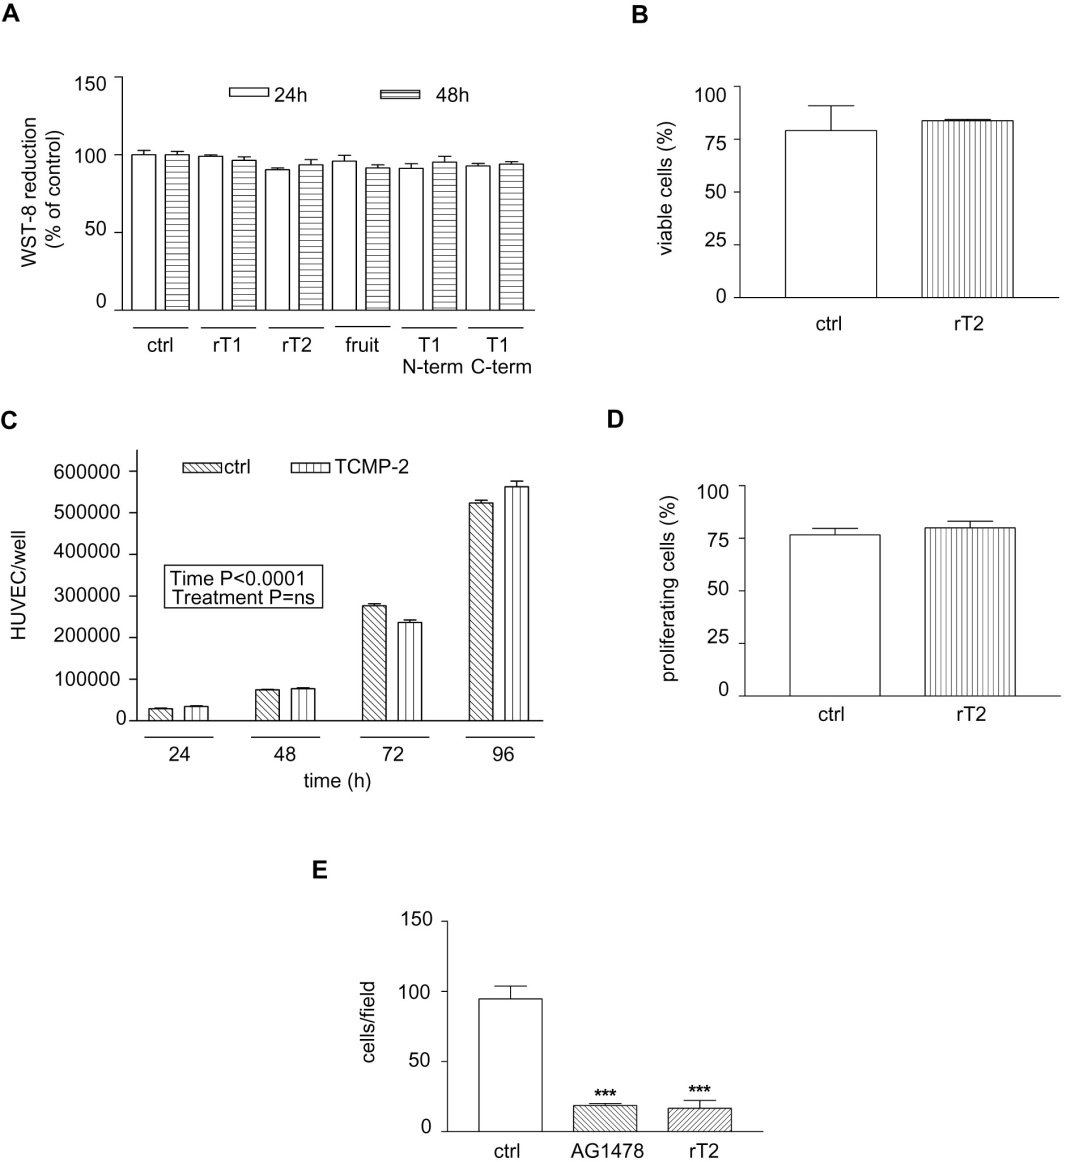 A
150
100
50
0
WST-8 reduction
(% of control)
24h
48h
ctrl
rT1
rT2
fruit
T1
N-term
T1
C-term
B
100
75
50
25
0
viable cells (%)
ctrl
rT2
C
600000
500000
400000
300000
200000
100000
0
HUVEC/well
ctrl
TCMP-2
Time P<0.0001
Treatment P=ns
24
48
72
96
time (h)
D
100
75
50
25
0
proliferating cells (%)
ctrl
rT2
E
150
100
50
0
cells/field
***
***
ctrl
AG1478
rT2